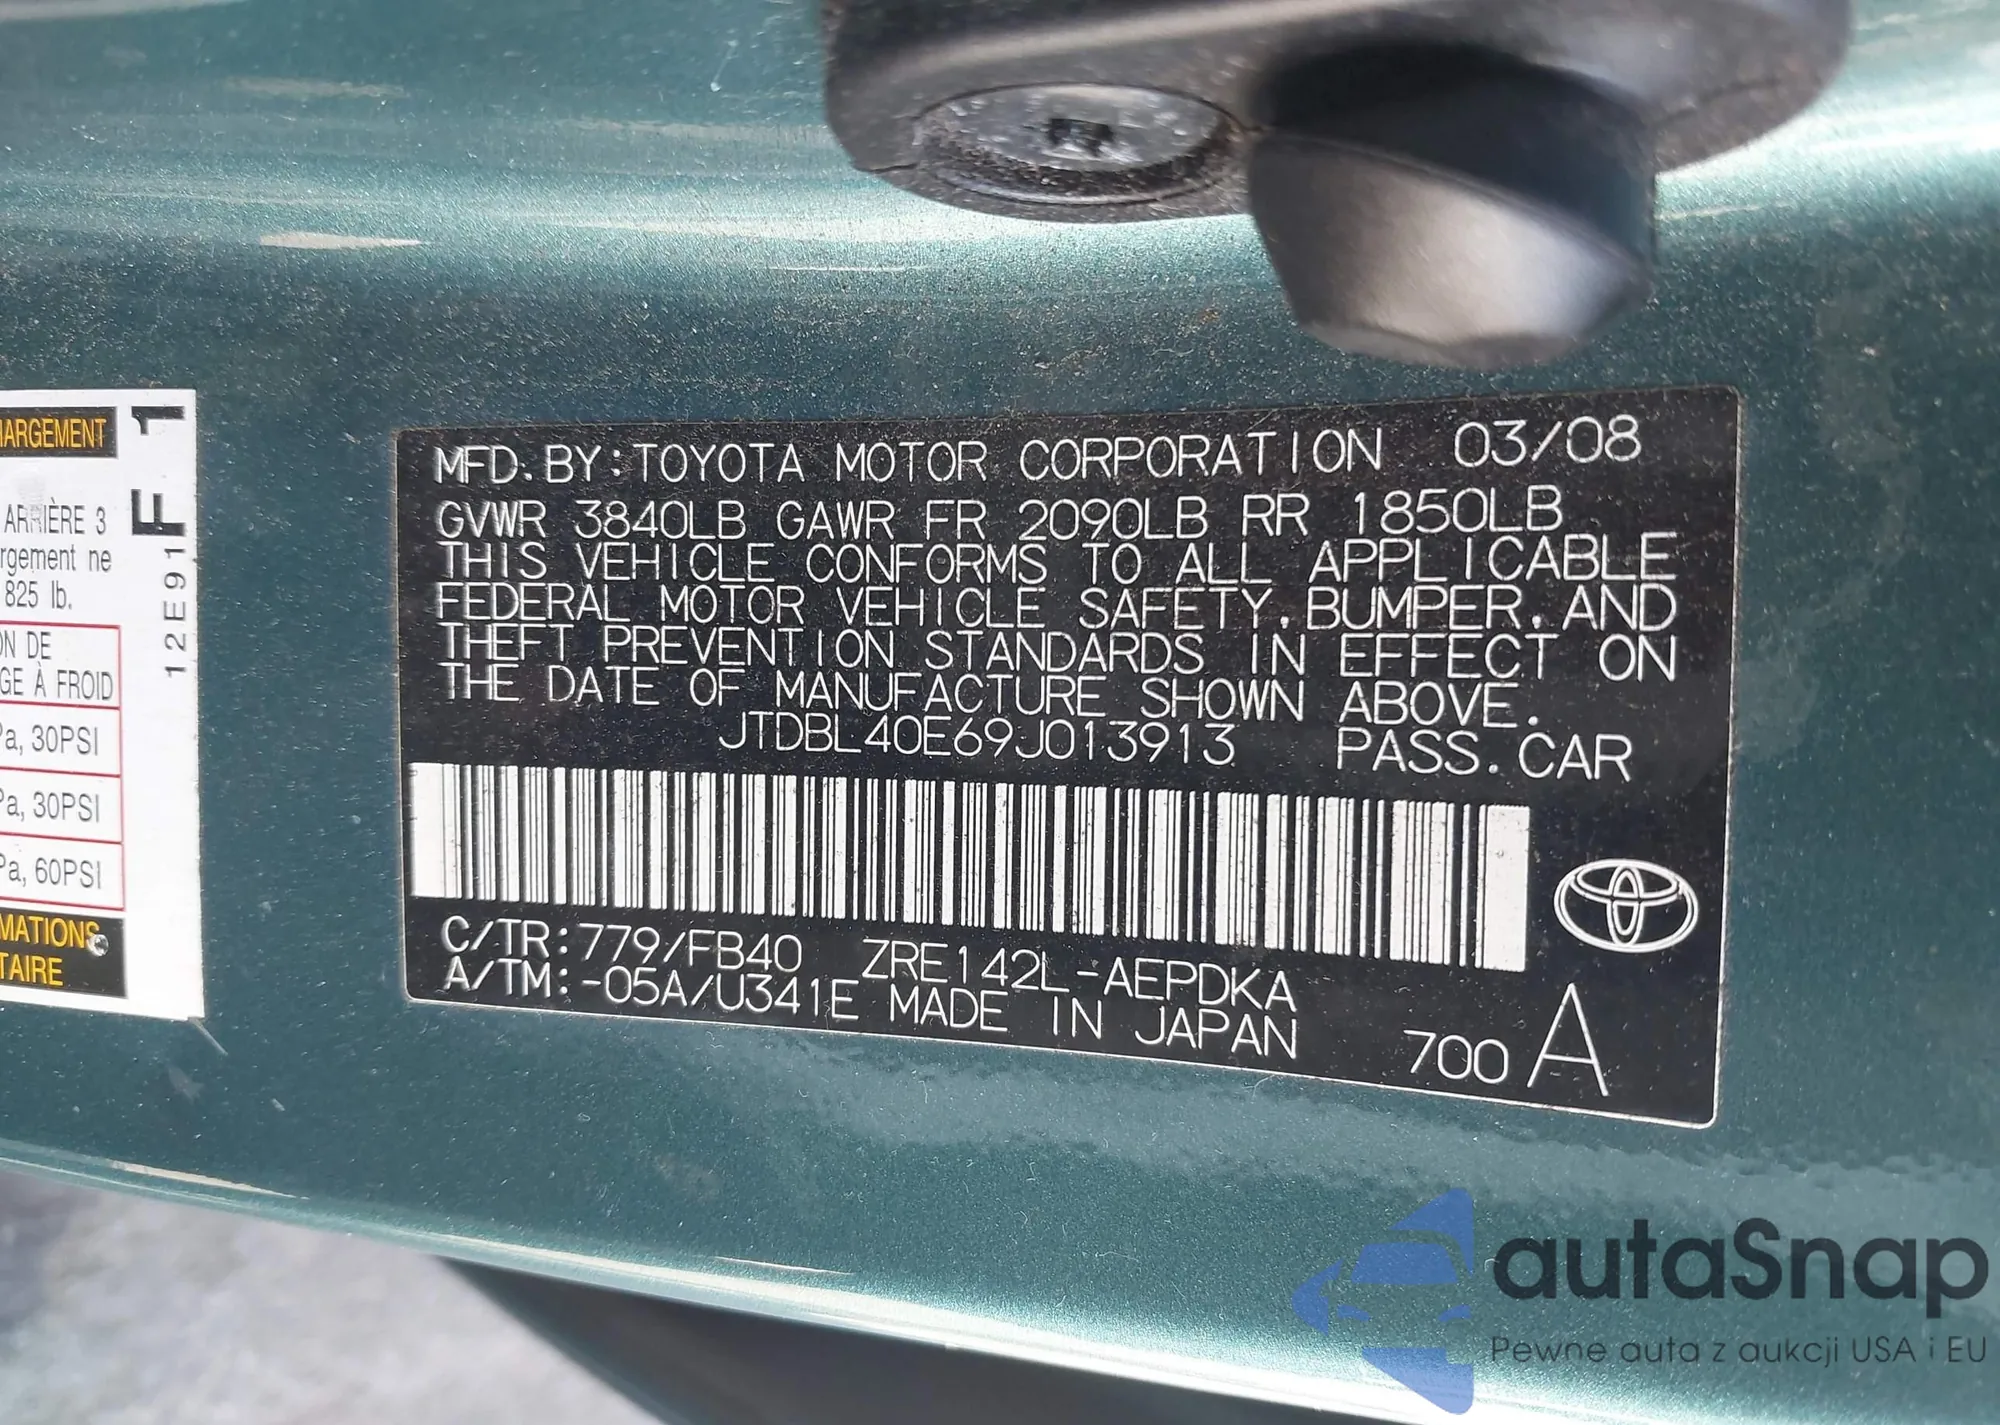 HARGEMENT
F 1
ARRIÈRE 3
rgement ne
825 lb.
12E91
ON DE
GE À FROID
Pa, 30PSI
Pa, 30PSI
Pa, 60PSI
MATIONS
TAIRE
MFD.BY:TOYOTA MOTOR CORPORATION 03/08
GVWR 3840LB GAWR FR 2090LB RR 1850LB
THIS VEHICLE CONFORMS TO ALL APPLICABLE
FEDERAL MOTOR VEHICLE SAFETY,BUMPER,AND
THEFT PREVENTION STANDARDS IN EFFECT ON
THE DATE OF MANUFACTURE SHOWN ABOVE.
JTDBL40E69J013913 PASS.CAR
C/TR:779/FB40 ZRE142L-AEPDKA
A/TM:-05A/U341E MADE IN JAPAN 700 A
autaSnap
Pewne auta z aukcji USA i EU